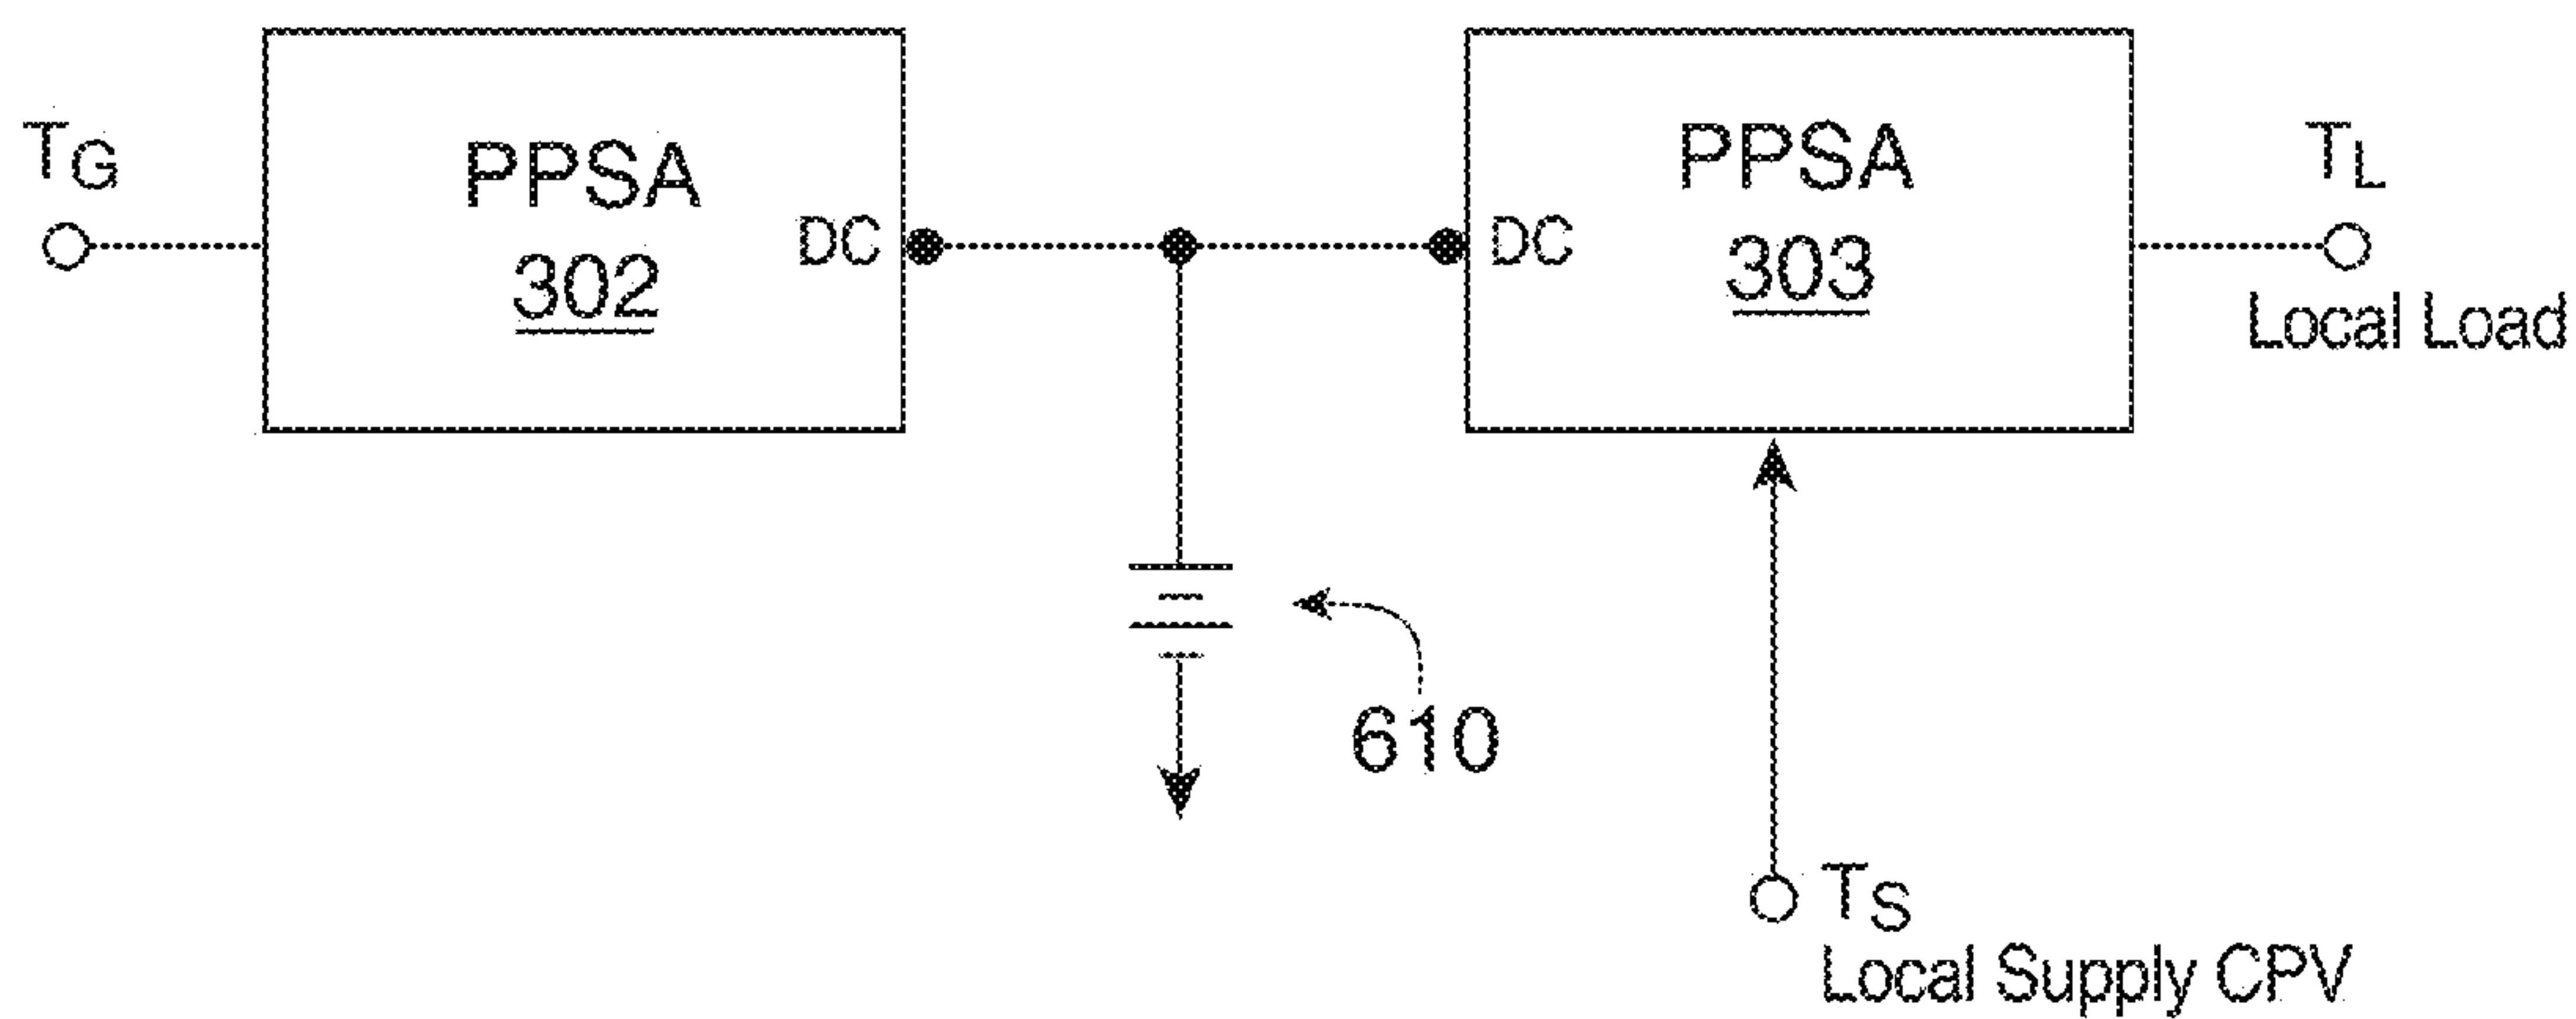 TG
PPSA
302
DC
DC
PPSA
303
TL
Local Load
610
TS
Local Supply CPV